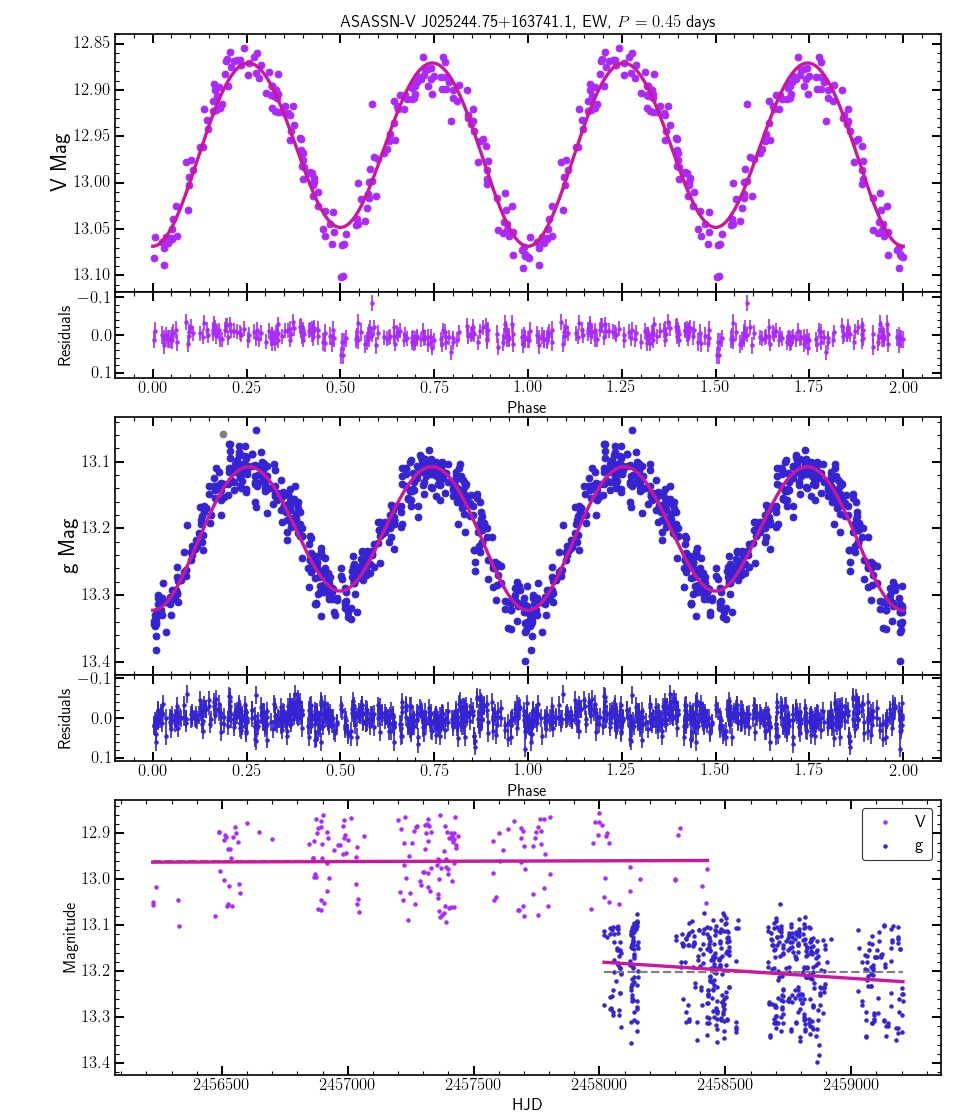 ASASSN-V J025244.75+163741.1, EW, P = 0.45 days
12.85
12.90
12.95
13.00
13.05
13.10
V Mag
−0.1
0.0
0.1
Residuals
0.00 0.25 0.50 0.75 1.00 1.25 1.50 1.75 2.00
Phase
13.1
13.2
13.3
13.4
g Mag
−0.1
0.0
0.1
Residuals
0.00 0.25 0.50 0.75 1.00 1.25 1.50 1.75 2.00
Phase
V
g
12.9
13.0
13.1
13.2
13.3
13.4
Magnitude
2456500 2457000 2457500 2458000 2458500 2459000
HJD